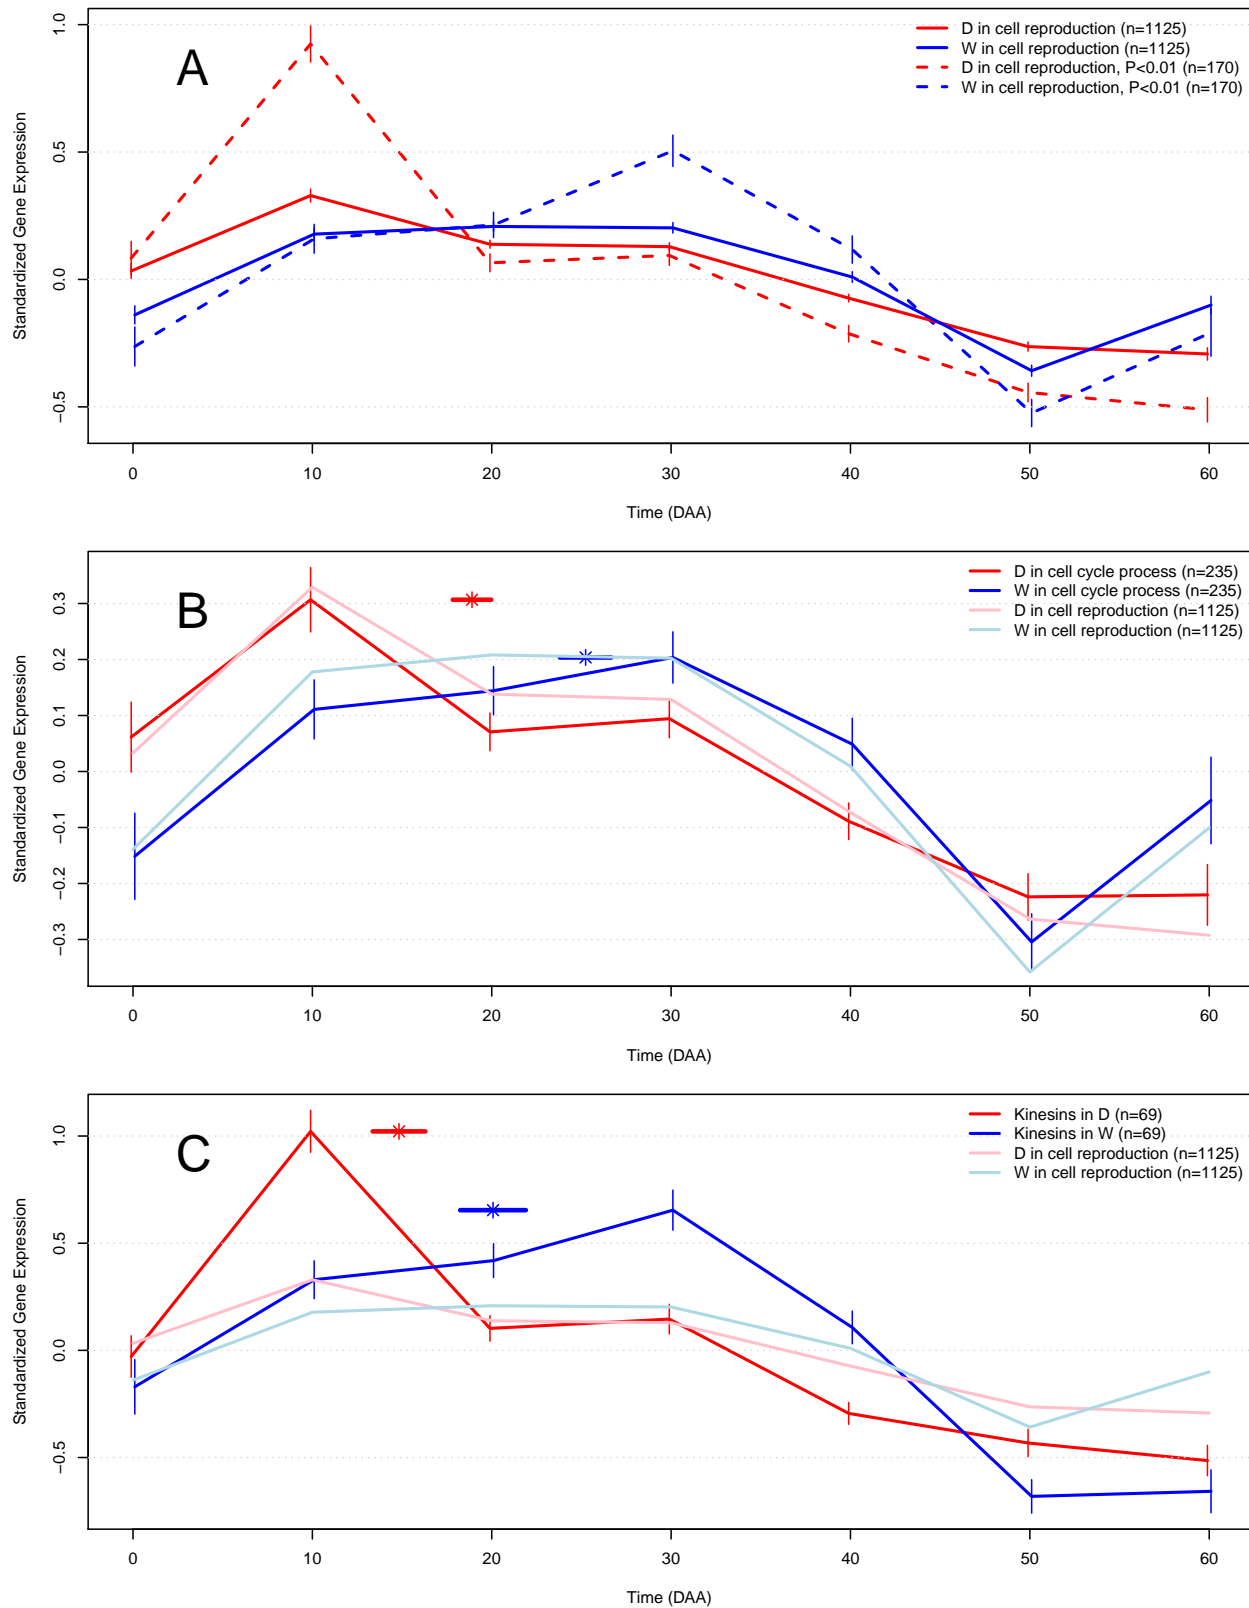 A
D in cell reproduction (n=1125)
W in cell reproduction (n=1125)
D in cell reproduction, P<0.01 (n=170)
W in cell reproduction, P<0.01 (n=170)
Standardized Gene Expression
1.0
0.5
0.0
−0.5
0 10 20 30 40 50 60
Time (DAA)
B
D in cell cycle process (n=235)
W in cell cycle process (n=235)
D in cell reproduction (n=1125)
W in cell reproduction (n=1125)
Standardized Gene Expression
0.3
0.2
0.1
0.0
−0.1
−0.2
−0.3
0 10 20 30 40 50 60
Time (DAA)
C
Kinesins in D (n=69)
Kinesins in W (n=69)
D in cell reproduction (n=1125)
W in cell reproduction (n=1125)
Standardized Gene Expression
1.0
0.5
0.0
−0.5
0 10 20 30 40 50 60
Time (DAA)